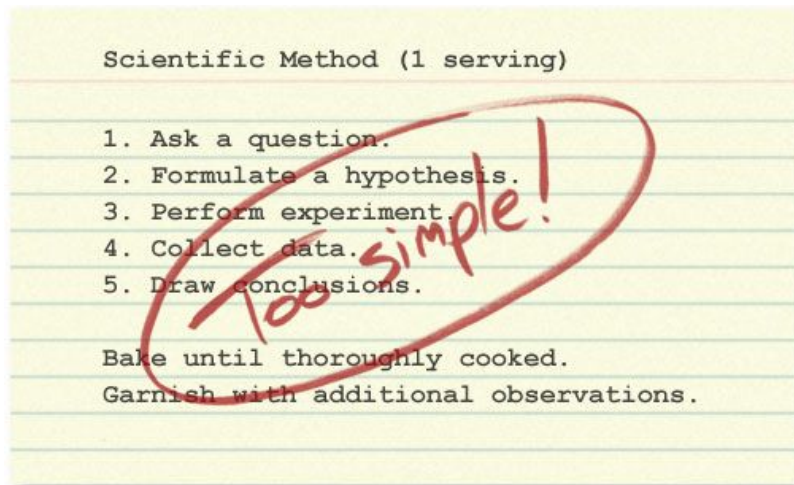 Scientific Method (1 serving)
1. Ask a question.
2. Formulate a hypothesis.
3. Perform experiment.
4. Collect data.
5. Draw conclusions.
Too simple!
Bake until thoroughly cooked.
Garnish with additional observations.